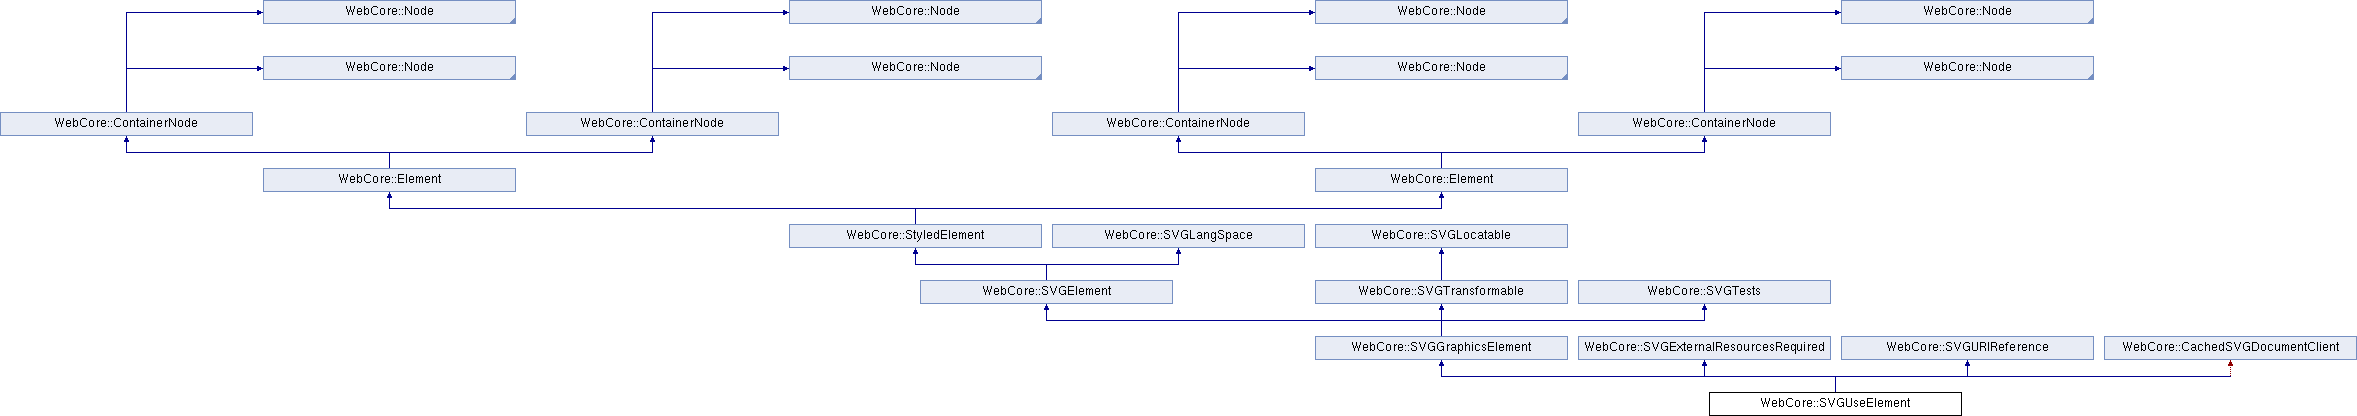 WebCore::Node
WebCore::Node
WebCore::Node
WebCore::Node
WebCore::Node
WebCore::Node
WebCore::Node
WebCore::Node
WebCore::ContainerNode
WebCore::ContainerNode
WebCore::ContainerNode
WebCore::ContainerNode
WebCore::Element
WebCore::Element
WebCore::StyledElement
WebCore::SVGLangSpace
WebCore::SVGLocatable
WebCore::SVGElement
WebCore::SVGTransformable
WebCore::SVGTests
WebCore::SVGGraphicsElement
WebCore::SVGExternalResourcesRequired
WebCore::SVGURIReference
WebCore::CachedSVGDocumentClient
WebCore::SVGUseElement